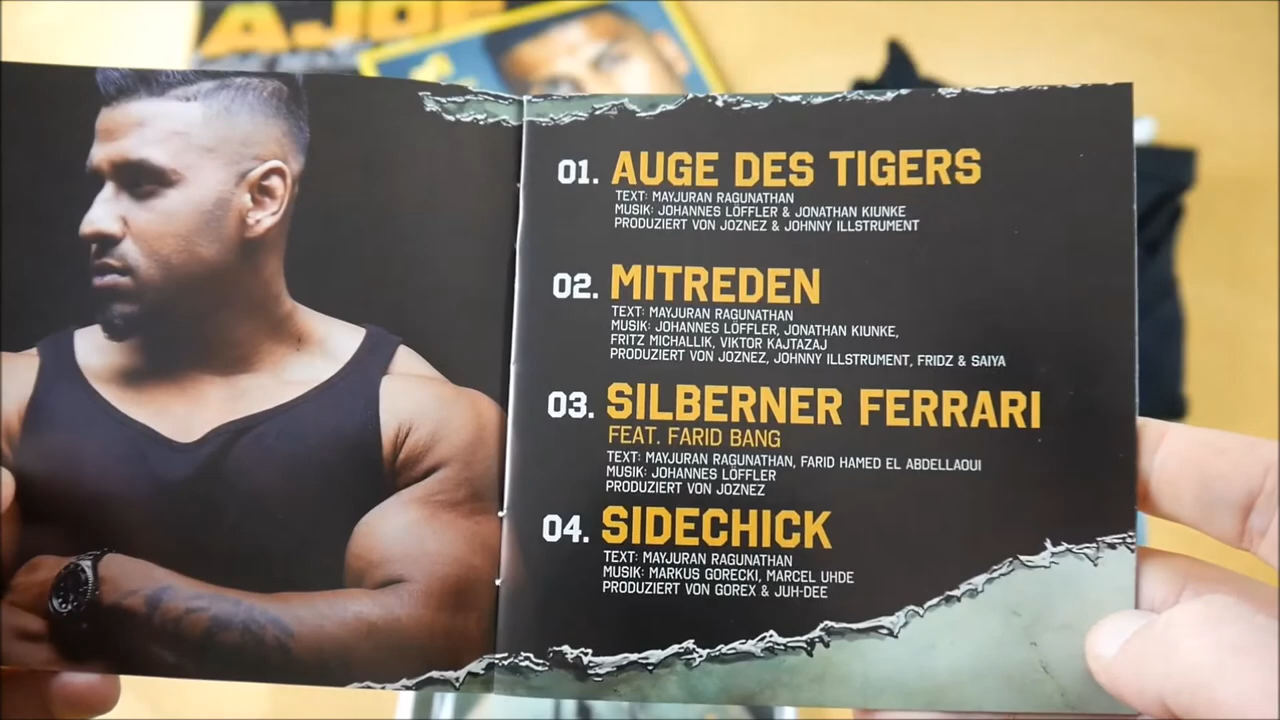 AJOE
01. AUGE DES TIGERS
TEXT: MAYJURAN RAGUNATHAN
MUSIK: JOHANNES LÖFFLER & JONATHAN KIUNKE
PRODUZIERT VON JOZNEZ & JOHNNY ILLSTRUMENT
02. MITREDEN
TEXT: MAYJURAN RAGUNATHAN
MUSIK: JOHANNES LÖFFLER, JONATHAN KIUNKE,
FRITZ MICHALLIK, VIKTOR KAJTAZAJ
PRODUZIERT VON JOZNEZ, JOHNNY ILLSTRUMENT, FRIDZ & SAIYA
03. SILBERNER FERRARI
FEAT. FARID BANG
TEXT: MAYJURAN RAGUNATHAN, FARID HAMED EL ABDELLAOUI
MUSIK: JOHANNES LÖFFLER
PRODUZIERT VON JOZNEZ
04. SIDECHICK
TEXT: MAYJURAN RAGUNATHAN
MUSIK: MARKUS GORECKI, MARCEL UHDE
PRODUZIERT VON GOREX & JUH-DEE